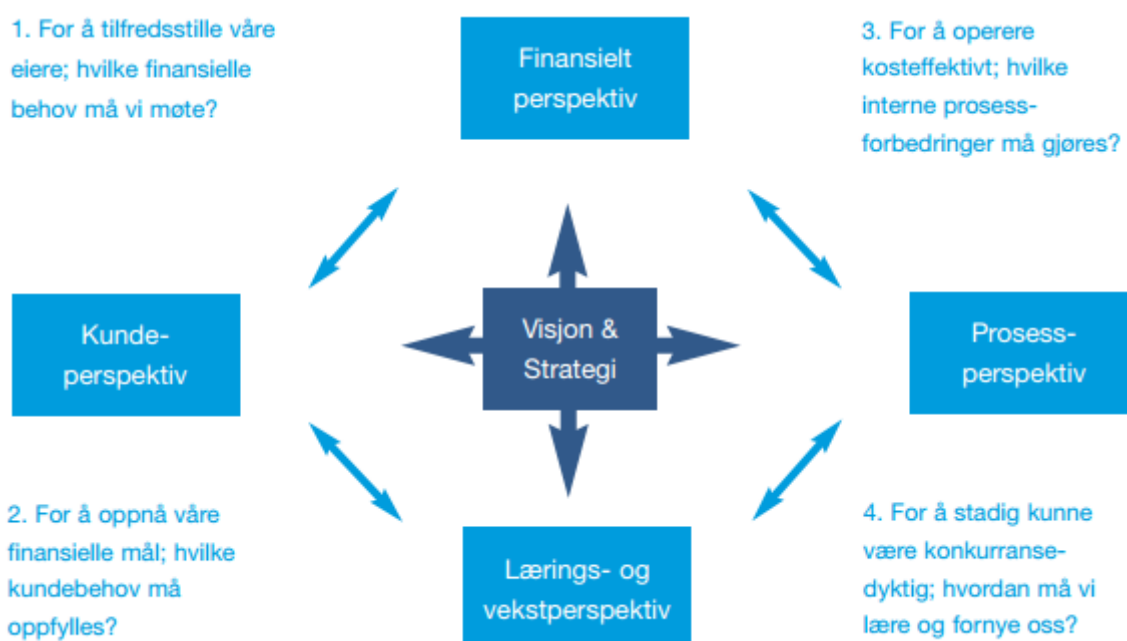 1. For å tilfredsstille våre
eiere; hvilke finansielle
behov må vi møte?
Finansielt
perspektiv
3. For å operere
kosteffektivt; hvilke
interne prosess-
forbedringer må gjøres?
Kunde-
perspektiv
Visjon &
Strategi
Prosess-
perspektiv
2. For å oppnå våre
finansielle mål; hvilke
kundebehov må
oppfylles?
Lærings- og
vekstperspektiv
4. For å stadig kunne
være konkurranse-
dyktig; hvordan må vi
lære og fornye oss?